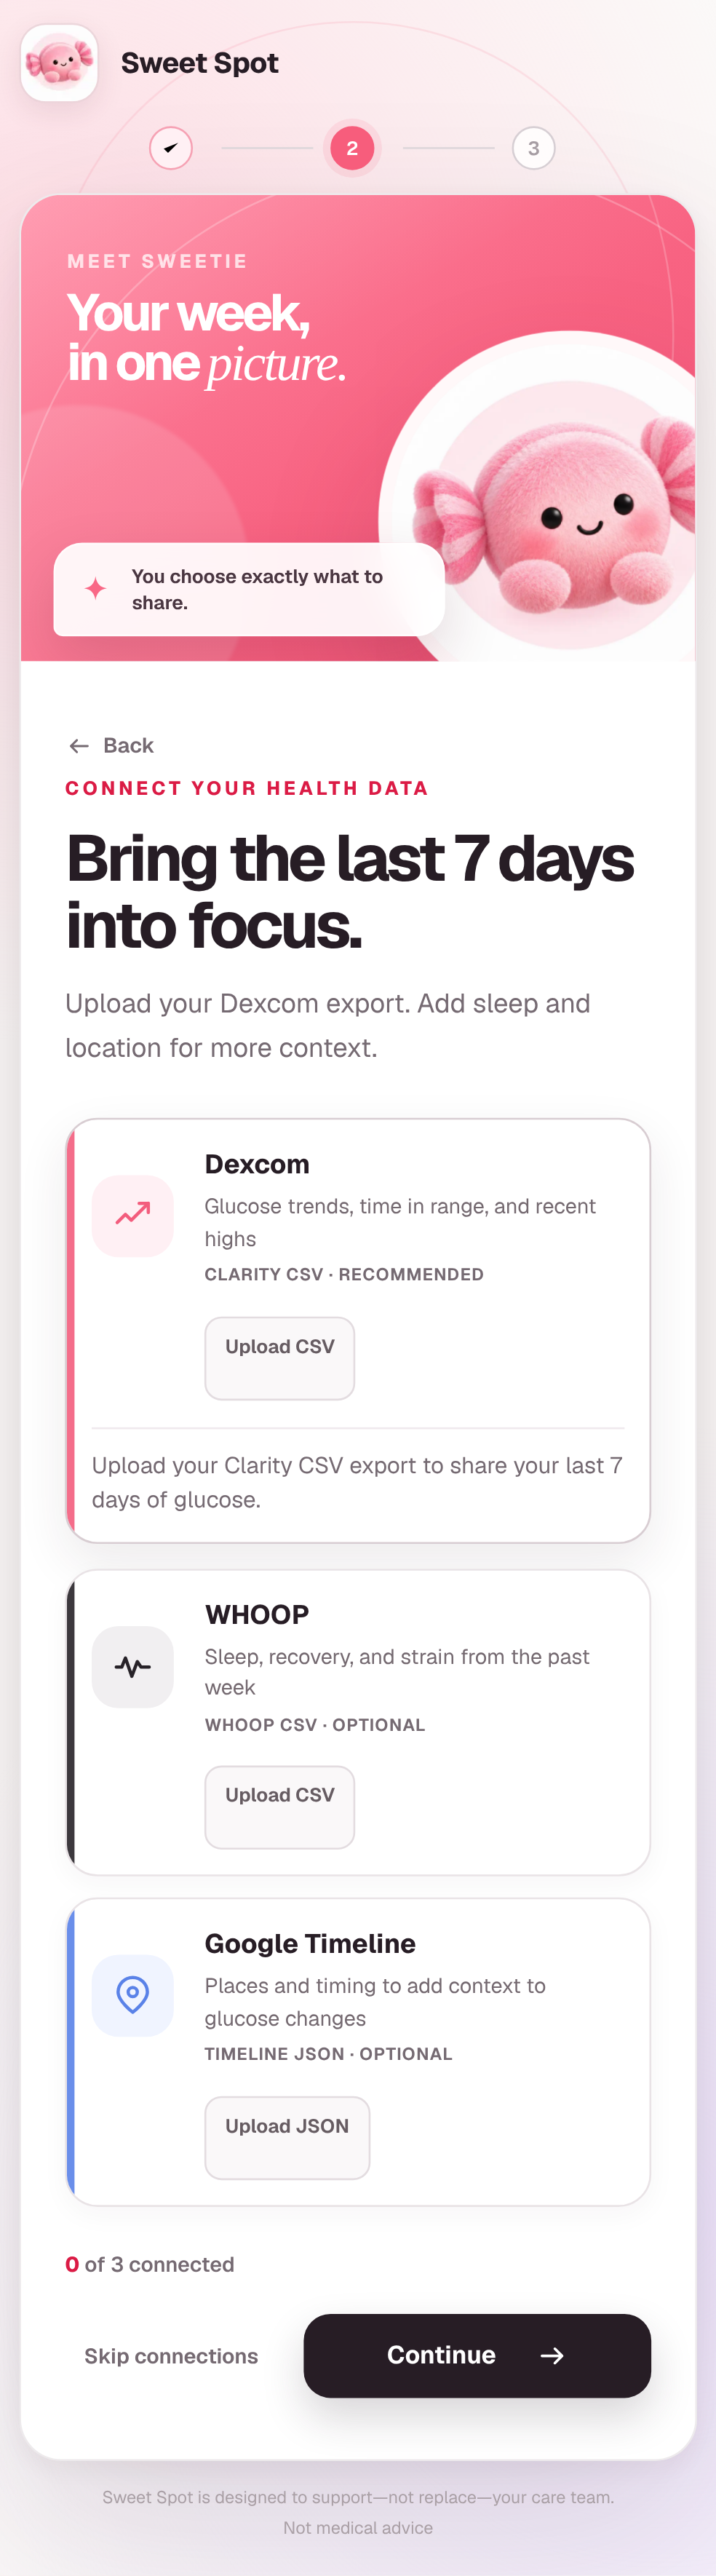 Sweet Spot
2
3
MEET SWEETIE
Your week,
in one picture.
You choose exactly what to
share.
Back
CONNECT YOUR HEALTH DATA
Bring the last 7 days
into focus.
Upload your Dexcom export. Add sleep and
location for more context.
Dexcom
Glucose trends, time in range, and recent
highs
CLARITY CSV · RECOMMENDED
Upload CSV
Upload your Clarity CSV export to share your last 7
days of glucose.
WHOOP
Sleep, recovery, and strain from the past
week
WHOOP CSV · OPTIONAL
Upload CSV
Google Timeline
Places and timing to add context to
glucose changes
TIMELINE JSON · OPTIONAL
Upload JSON
0 of 3 connected
Skip connections
Continue
Sweet Spot is designed to support—not replace—your care team.
Not medical advice